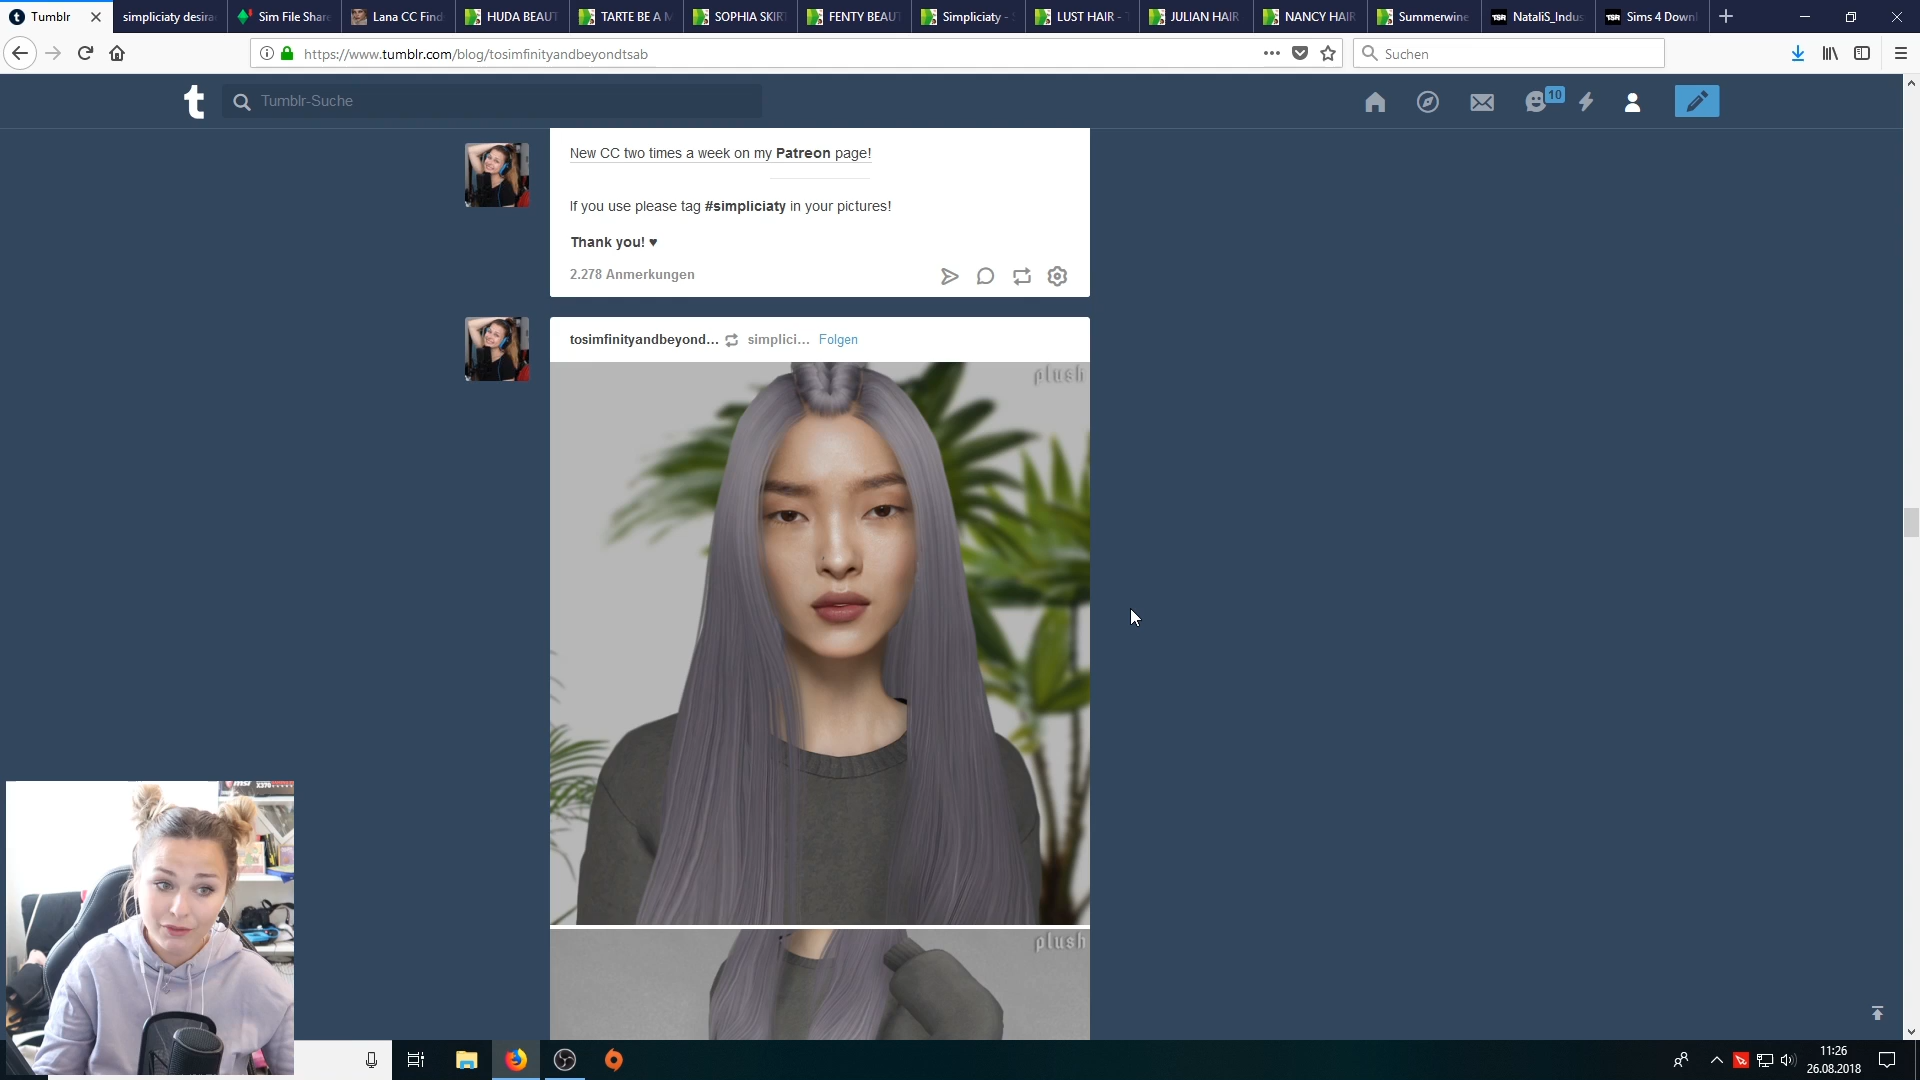 Tumblr
simpliciaty desira
Sim File Share
Lana CC Find
HUDA BEAUT
TARTE BE A M
SOPHIA SKIRT
FENTY BEAUT
Simpliciaty - S
LUST HAIR - T
JULIAN HAIR
NANCY HAIR
Summerwine
NataliS_Indus
Sims 4 Downl
https://www.tumblr.com/blog/tosimfinityandbeyondtsab
Suchen
Tumblr-Suche
10
New CC two times a week on my Patreon page!
If you use please tag #simpliciaty in your pictures!
Thank you! ♥
2.278 Anmerkungen
tosimfinityandbeyond... simplici... Folgen
plush
plush
11:26
26.08.2018